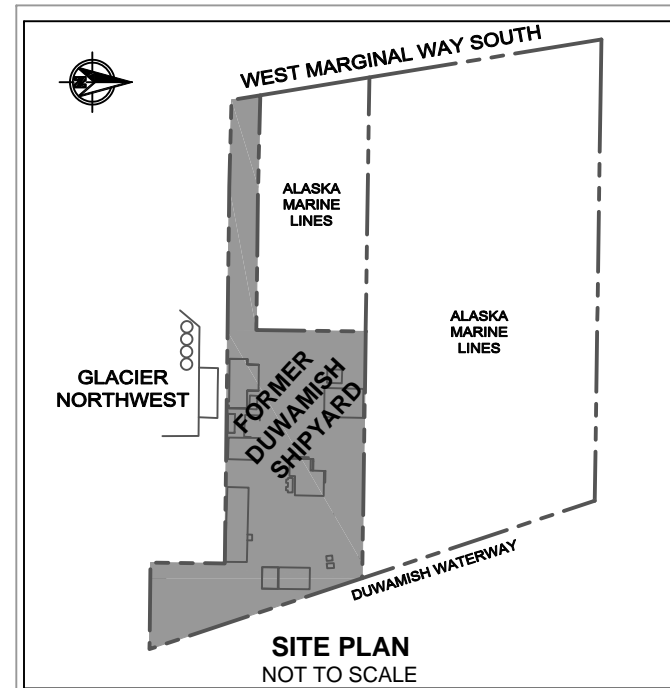 WEST MARGINAL WAY SOUTH
N
ALASKA
MARINE
LINES
ALASKA
MARINE
LINES
GLACIER
NORTHWEST
FORMER
DUWAMISH
SHIPYARD
DUWAMISH WATERWAY
SITE PLAN
NOT TO SCALE